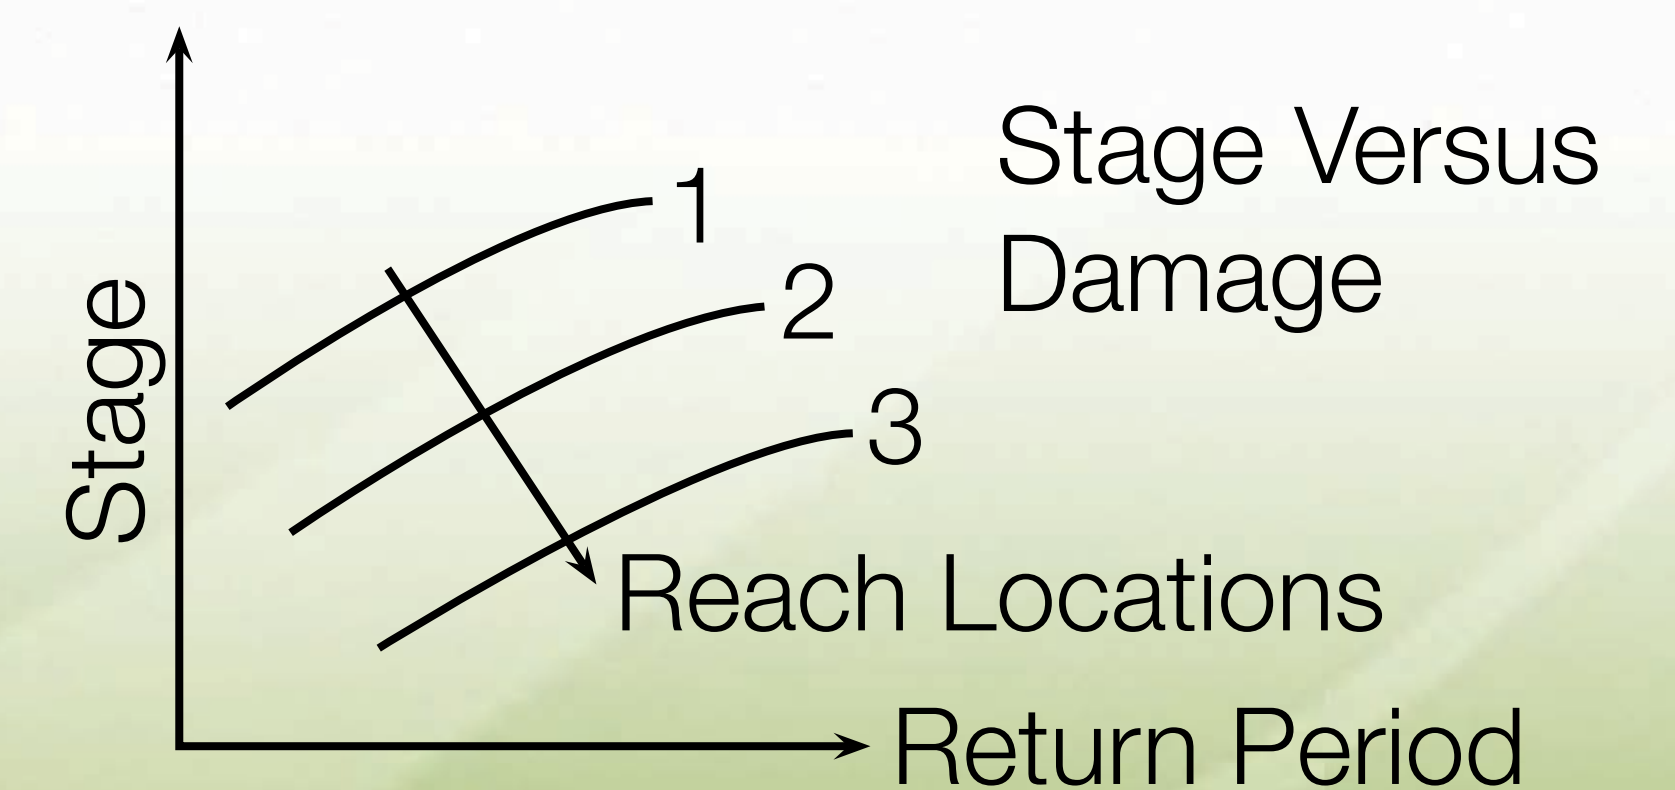 Stage Versus
Damage
1
2
3
Stage
Reach Locations
Return Period